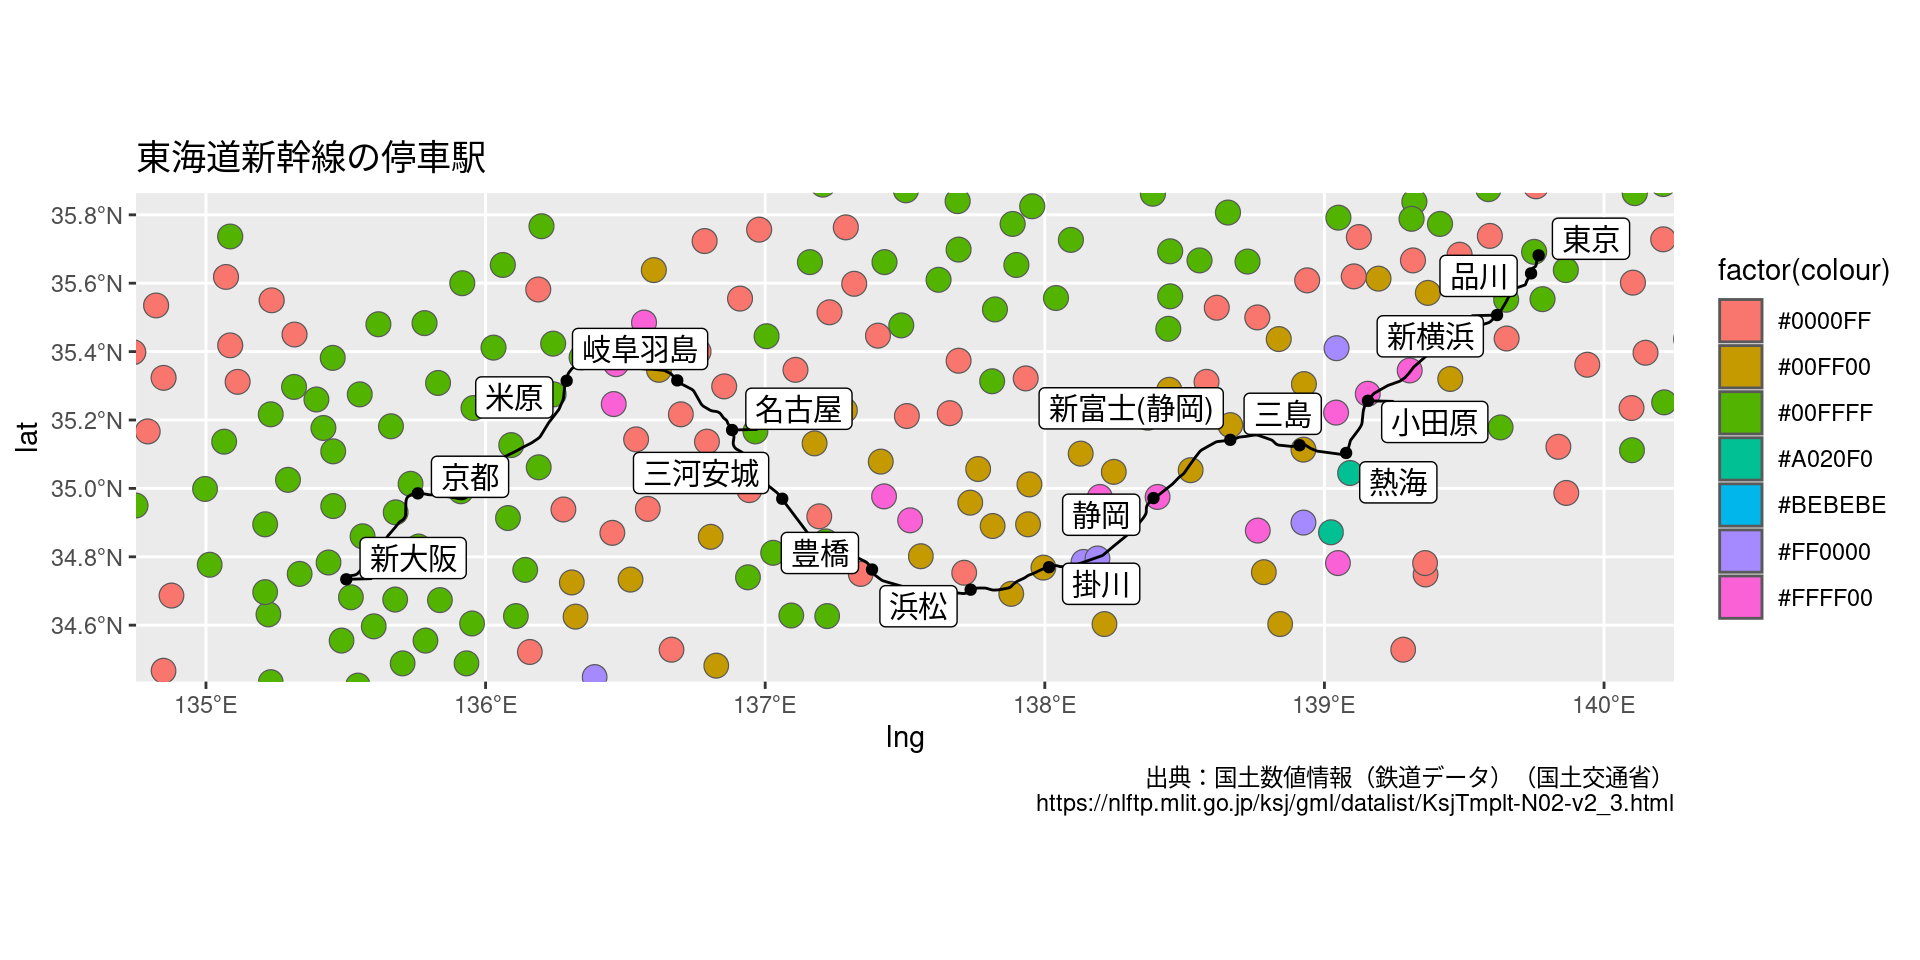 東海道新幹線の停車駅
35.8°N
35.6°N
35.4°N
35.2°N
35.0°N
34.8°N
34.6°N
lat
東京
品川
新横浜
岐阜羽島
米原
名古屋
新富士(静岡)
三島
小田原
三河安城
京都
熱海
静岡
新大阪
豊橋
掛川
浜松
135°E
136°E
137°E
138°E
139°E
140°E
lng
factor(colour)
#0000FF
#00FF00
#00FFFF
#A020F0
#BEBEBE
#FF0000
#FFFF00
出典：国土数値情報（鉄道データ）（国土交通省）
https://nlftp.mlit.go.jp/ksj/gml/datalist/KsjTmplt-N02-v2_3.html